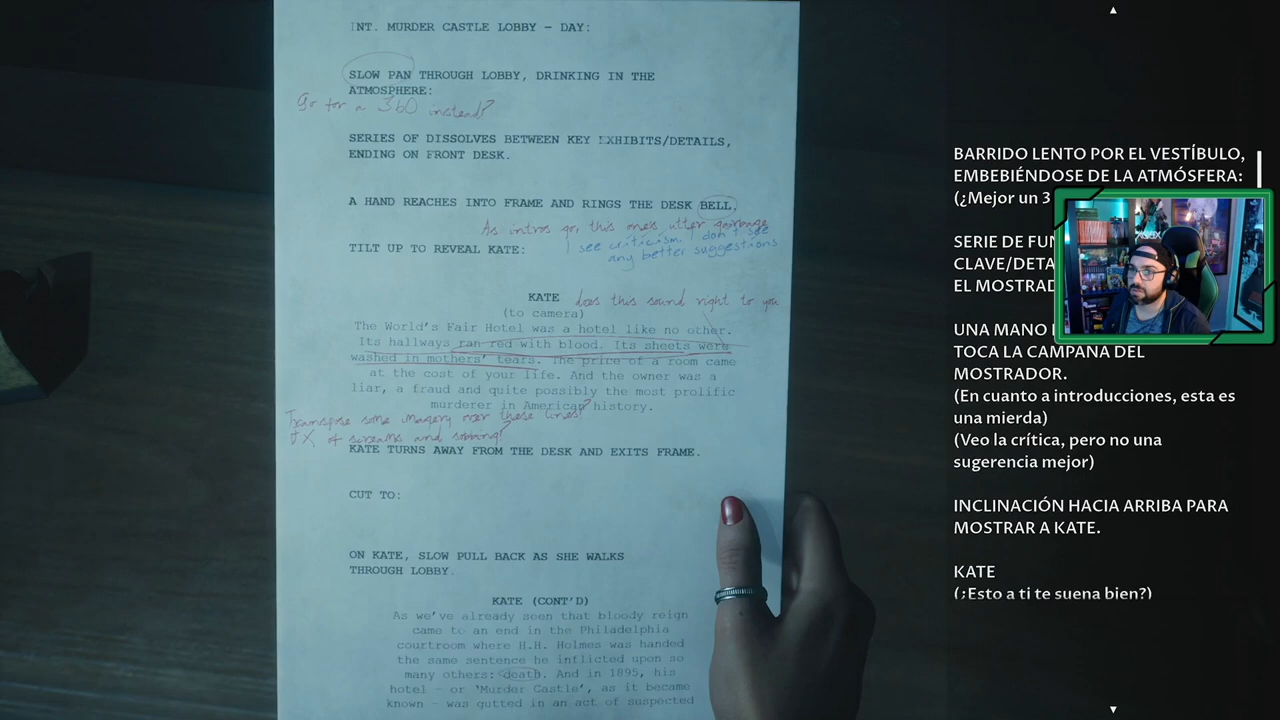 INT. MURDER CASTLE LOBBY - DAY:
SLOW PAN THROUGH LOBBY, DRINKING IN THE
ATMOSPHERE:
Go for a 360 instead?
SERIES OF DISSOLVES BETWEEN KEY EXHIBITS/DETAILS,
ENDING ON FRONT DESK.
A HAND REACHES INTO FRAME AND RINGS THE DESK BELL.
As intros go, this one's utter garbage
I see criticism. I don't see
any better suggestions
TILT UP TO REVEAL KATE:
KATE does this sound right to you
(to camera)
The World's Fair Hotel was a hotel like no other.
Its hallways ran red with blood. Its sheets were
washed in mothers' tears. The price of a room came
at the cost of your life. And the owner was a
liar, a fraud and quite possibly the most prolific
murderer in American history.
Transpose some imagery over these lines?
FX of screams and sobbing?
KATE TURNS AWAY FROM THE DESK AND EXITS FRAME.
CUT TO:
ON KATE, SLOW PULL BACK AS SHE WALKS
THROUGH LOBBY.
KATE (CONT'D)
As we've already seen that bloody reign
came to an end in the Philadelphia
courtroom where H.H. Holmes was handed
the same sentence he inflicted upon so
many others: death. And in 1895, his
hotel - or 'Murder Castle', as it became
known - was gutted in an act of suspected
BARRIDO LENTO POR EL VESTÍBULO,
EMBEBIÉNDOSE DE LA ATMÓSFERA:
(¿Mejor un 3
SERIE DE FUN
CLAVE/DETA
EL MOSTRAD
UNA MANO
TOCA LA CAMPANA DEL
MOSTRADOR.
(En cuanto a introducciones, esta es
una mierda)
(Veo la crítica, pero no una
sugerencia mejor)
INCLINACIÓN HACIA ARRIBA PARA
MOSTRAR A KATE.
KATE
(¿Esto a ti te suena bien?)